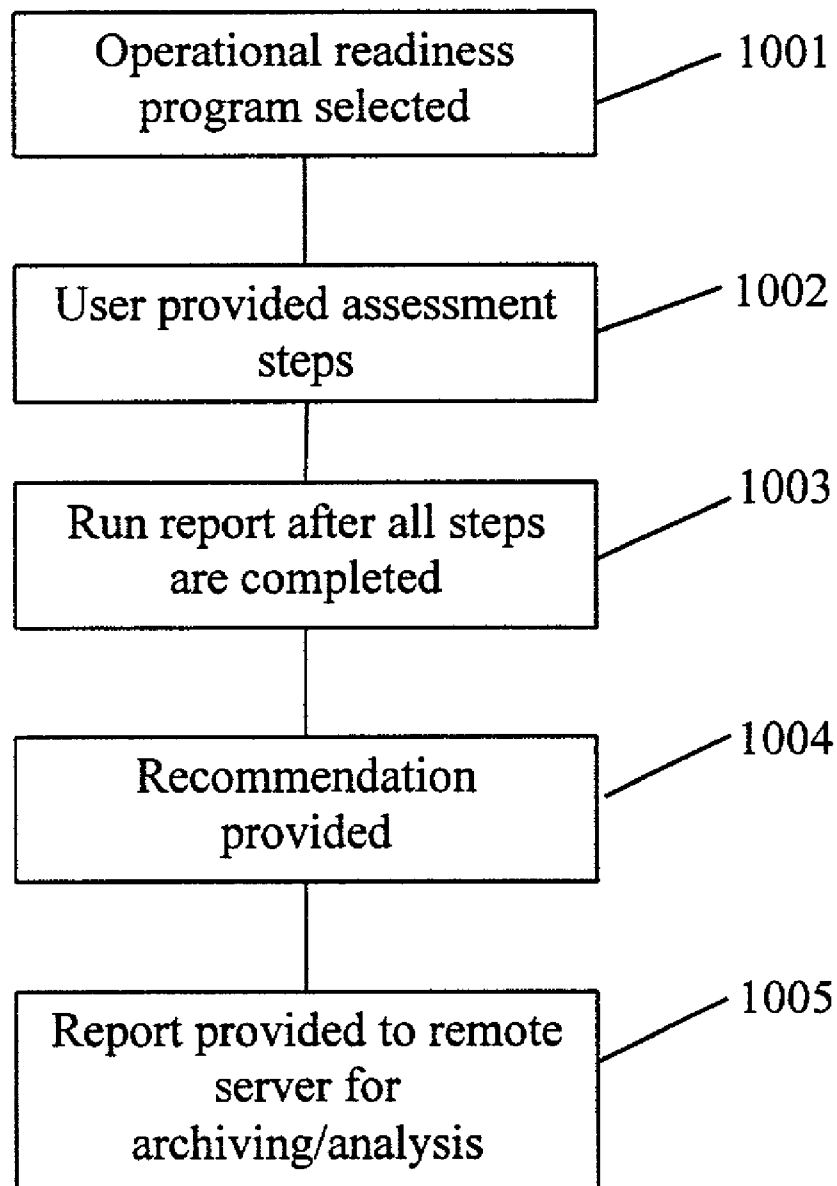 Operational readiness
program selected
1001
User provided assessment
steps
1002
Run report after all steps
are completed
1003
Recommendation
provided
1004
Report provided to remote
server for
archiving/analysis
1005